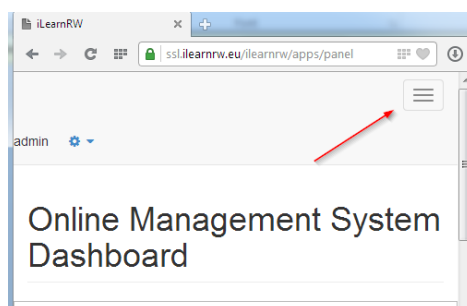 iLearnRW
ssl.ilearnrw.eu/ilearnrw/apps/panel
admin
Online Management System
Dashboard